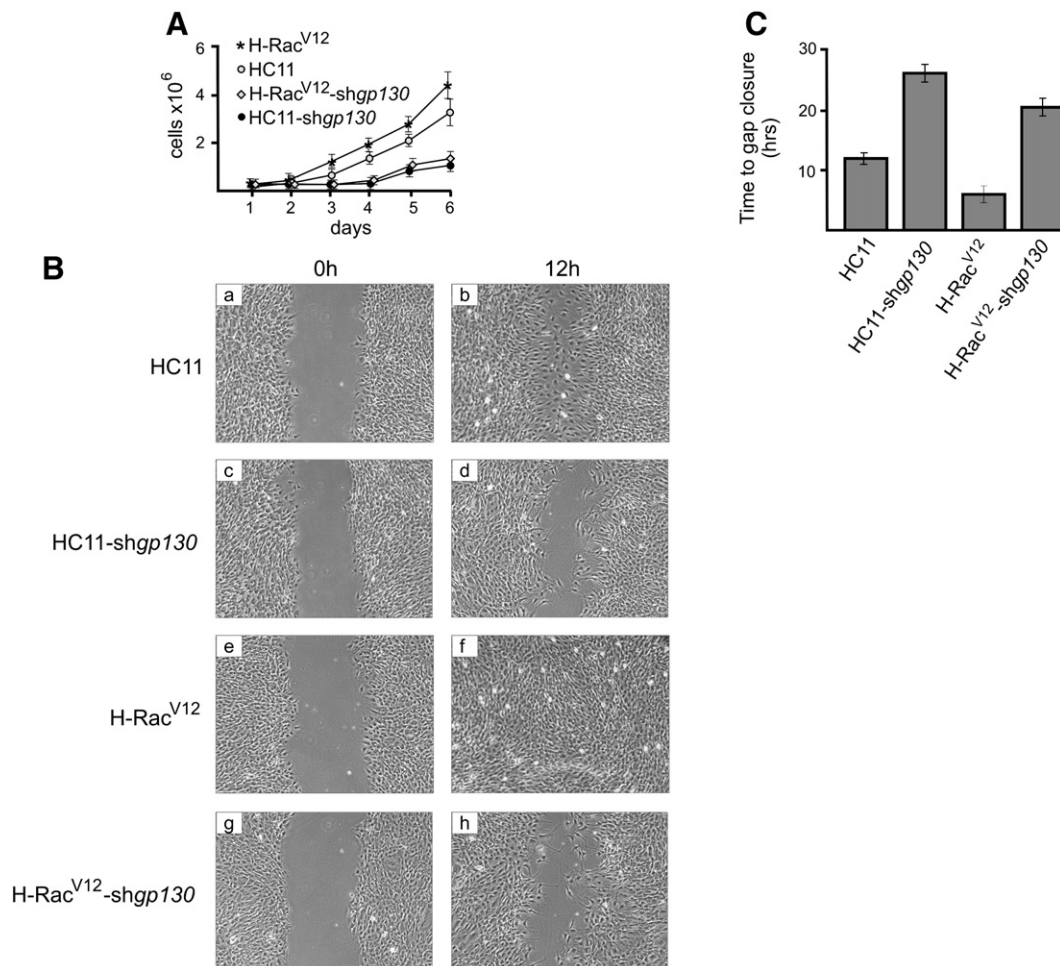 A
H-Rac^V12
HC11
H-Rac^V12-shgp130
HC11-shgp130
cells x10^6
6
4
2
1 2 3 4 5 6
days
B
0h 12h
HC11
a b
HC11-shgp130
c d
H-Rac^V12
e f
H-Rac^V12-shgp130
g h
C
Time to gap closure
(hrs)
30
20
10
HC11
HC11-shgp130
H-Rac^V12
H-Rac^V12-shgp130